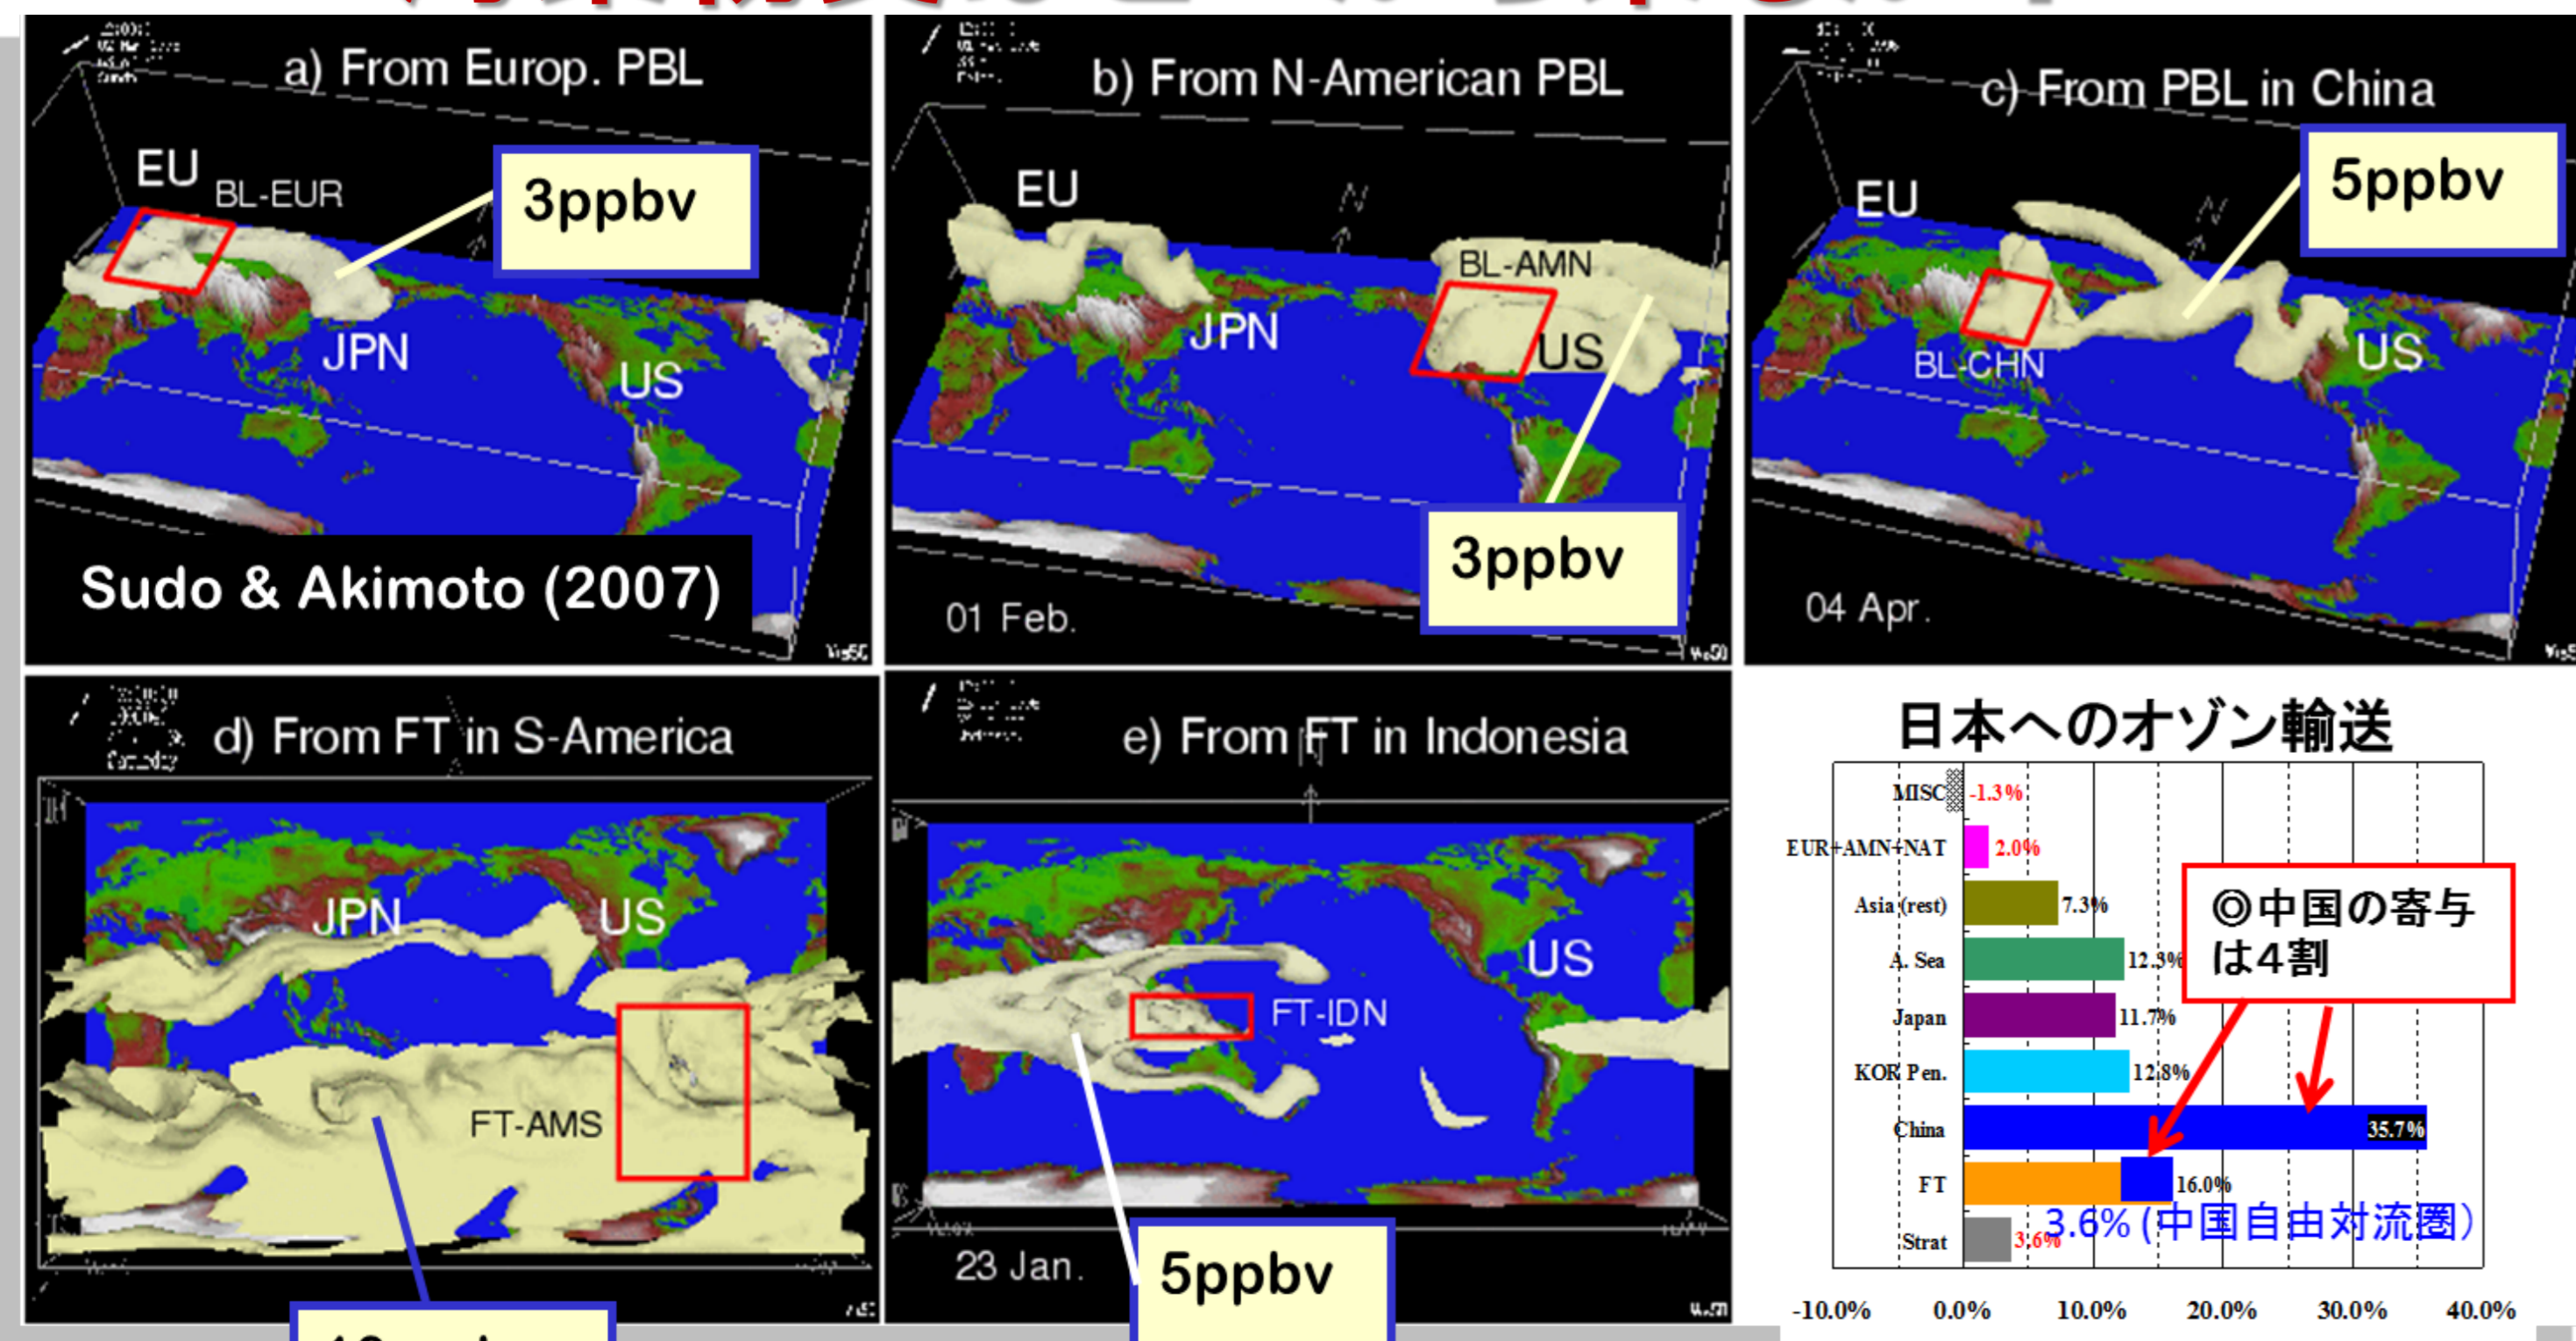 a) From Europ. PBL
EU
BL-EUR
3ppbv
JPN
US
Sudo & Akimoto (2007)
Vis5D
b) From N-American PBL
EU
N
BL-AMN
JPN
US
3ppbv
01 Feb.
c) From PBL in China
5ppbv
EU
N
BL-CHN
US
04 Apr.
d) From FT in S-America
JPN
US
FT-AMS
e) From FT in Indonesia
N
US
FT-IDN
23 Jan.
5ppbv
日本へのオゾン輸送
MISC -1.3%
EUR+AMN+NAT 2.0%
Asia (rest) 7.3%
A. Sea 12.3%
Japan 11.7%
KOR Pen. 12.8%
China 35.7%
FT 16.0%
Strat 3.6%
3.6% (中国自由対流圏)
◎中国の寄与
は4割
-10.0% 0.0% 10.0% 20.0% 30.0% 40.0%